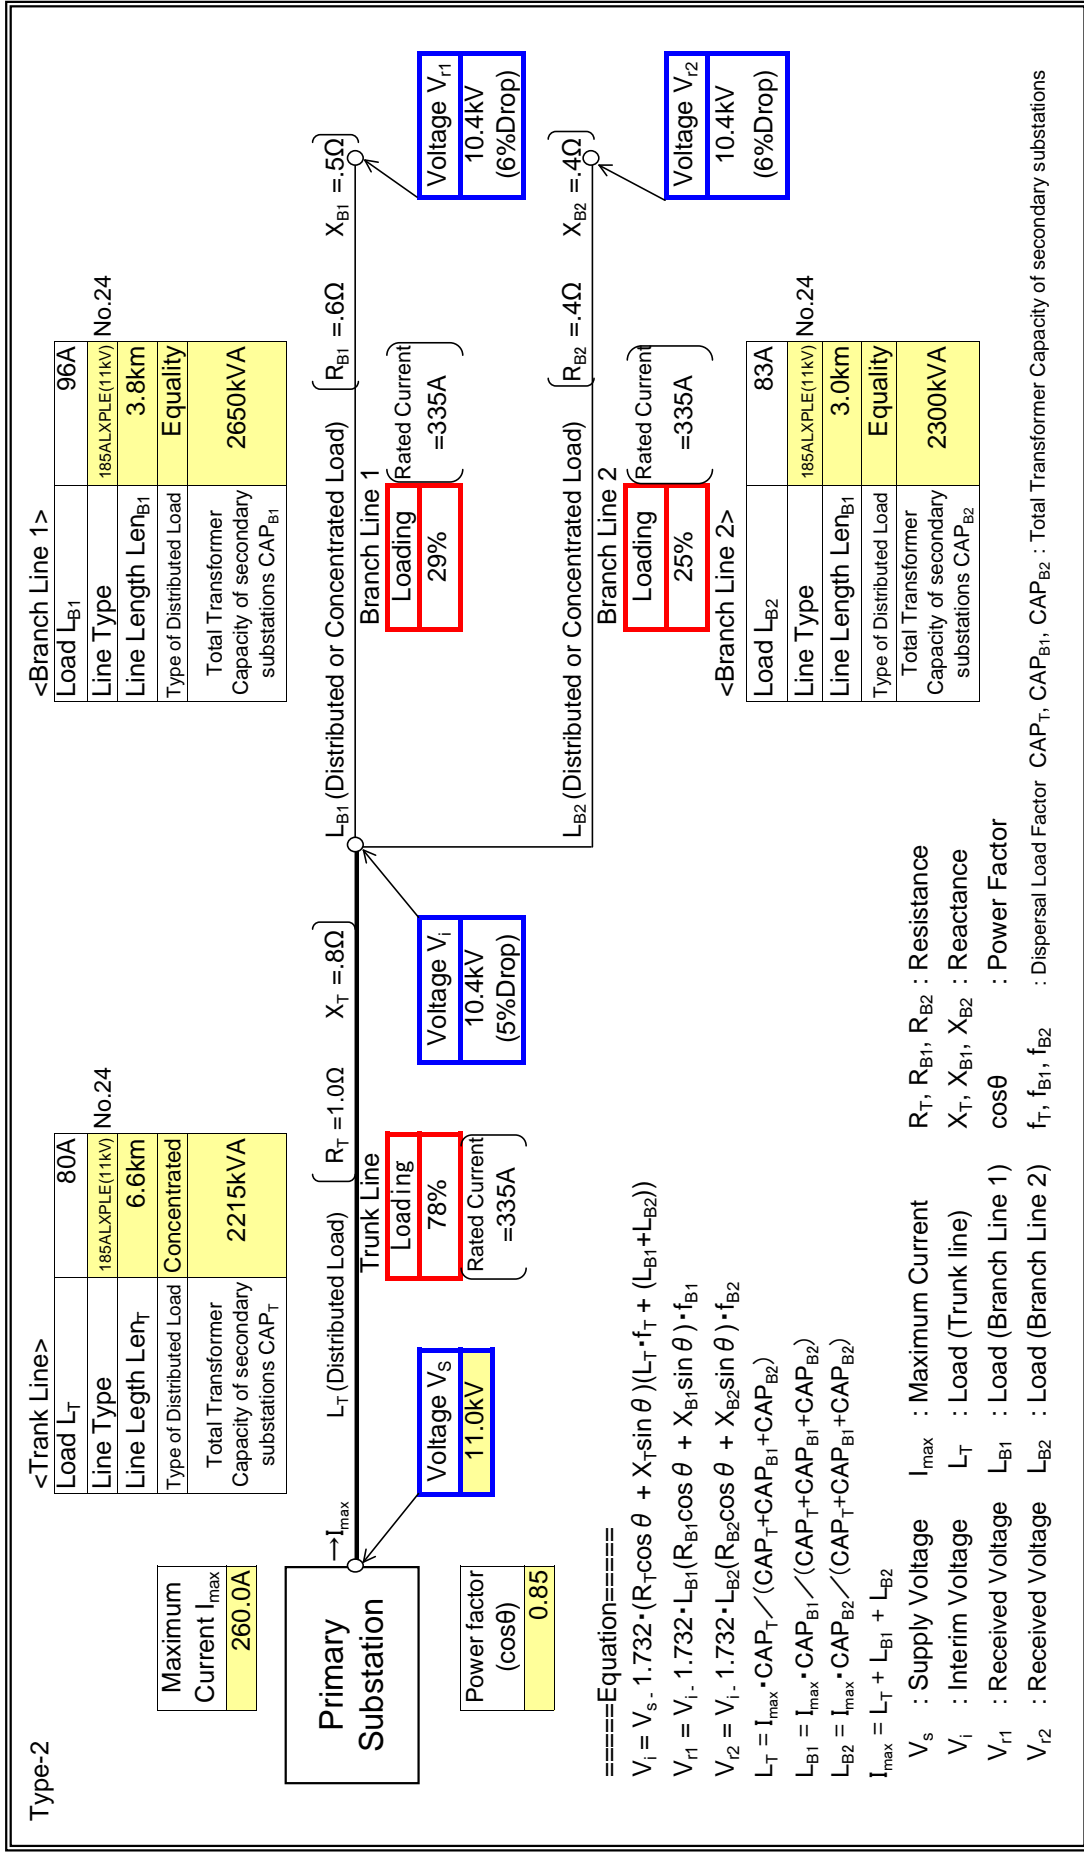 Type-2
Maximum
Current Imax
260.0A
Primary
Substation
Power factor
(cosθ)
0.85
→Imax
Voltage VS
11.0kV
<Trank Line>
Load LT 80A
Line Type 185ALXPLE(11kV) No.24
Line Legth LenT 6.6km
Type of Distributed Load Concentrated
Total Transformer
Capacity of secondary
substations CAPT
2215kVA
LT (Distributed Load)
RT =1.0Ω XT =.8Ω
Trunk Line
Loading
78%
Rated Current
=335A
Voltage Vi
10.4kV
(5%Drop)
<Branch Line 1>
Load LB1 96A
Line Type 185ALXPLE(11kV) No.24
Line Length LenB1 3.8km
Type of Distributed Load Equality
Total Transformer
Capacity of secondary
substations CAPB1
2650kVA
LB1 (Distributed or Concentrated Load)
RB1 =.6Ω XB1 =.5Ω
Branch Line 1
Loading
29%
Rated Current
=335A
Voltage Vr1
10.4kV
(6%Drop)
LB2 (Distributed or Concentrated Load)
RB2 =.4Ω XB2 =.4Ω
Branch Line 2
Loading
25%
Rated Current
=335A
Voltage Vr2
10.4kV
(6%Drop)
<Branch Line 2>
Load LB2 83A
Line Type 185ALXPLE(11kV) No.24
Line Length LenB1 3.0km
Type of Distributed Load Equality
Total Transformer
Capacity of secondary
substations CAPB2
2300kVA
=====Equation=====
Vi = Vs - 1.732・(RTcos θ + XTsin θ)(LT・fT + (LB1+LB2))
Vr1 = Vi - 1.732・LB1(RB1cos θ + XB1sin θ)・fB1
Vr2 = Vi - 1.732・LB2(RB2cos θ + XB2sin θ)・fB2
LT = Imax・CAPT／(CAPT+CAPB1+CAPB2)
LB1 = Imax・CAPB1／(CAPT+CAPB1+CAPB2)
LB2 = Imax・CAPB2／(CAPT+CAPB1+CAPB2)
Imax = LT + LB1 + LB2
Vs : Supply Voltage Imax : Maximum Current RT, RB1, RB2 : Resistance
Vi : Interim Voltage LT : Load (Trunk line) XT, XB1, XB2 : Reactance
Vr1 : Received Voltage LB1 : Load (Branch Line 1) cosθ : Power Factor
Vr2 : Received Voltage LB2 : Load (Branch Line 2) fT, fB1, fB2 : Dispersal Load Factor CAPT, CAPB1, CAPB2 : Total Transformer Capacity of secondary substations